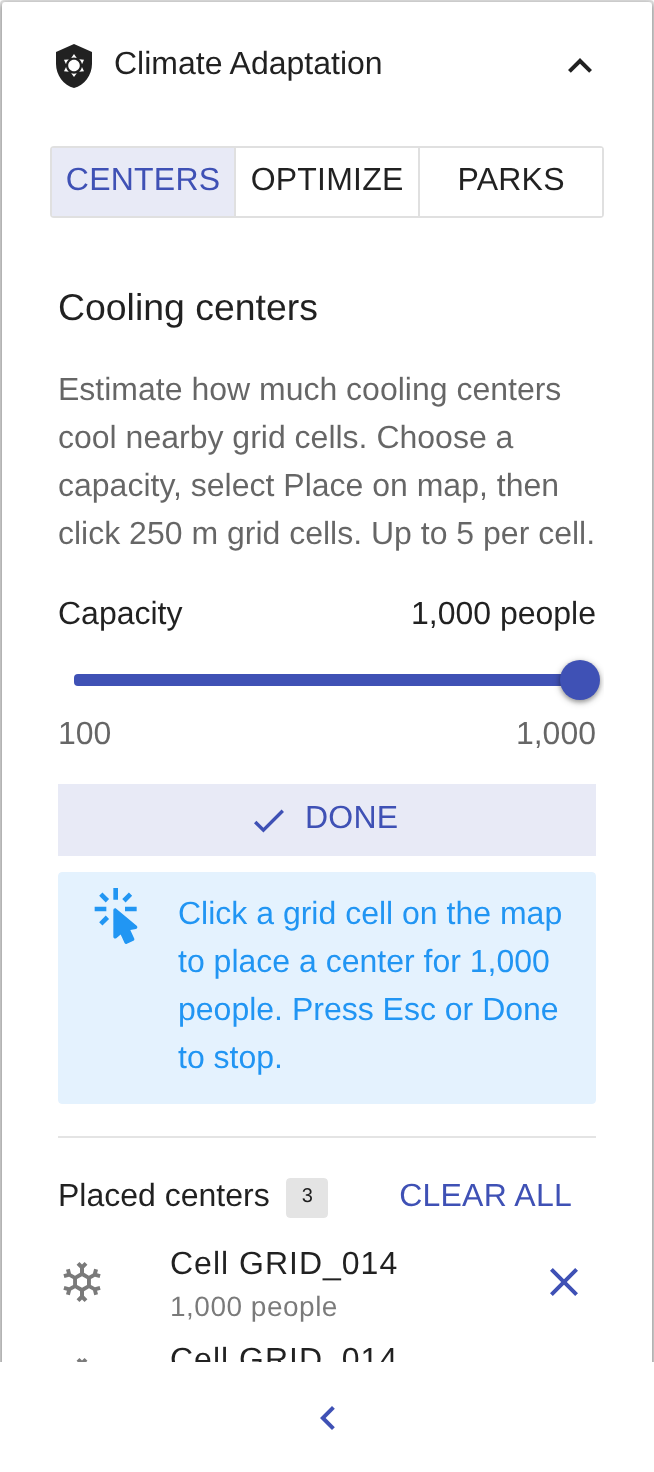 Climate Adaptation
CENTERS OPTIMIZE PARKS
Cooling centers
Estimate how much cooling centers
cool nearby grid cells. Choose a
capacity, select Place on map, then
click 250 m grid cells. Up to 5 per cell.
Capacity 1,000 people
100 1,000
DONE
Click a grid cell on the map
to place a center for 1,000
people. Press Esc or Done
to stop.
Placed centers 3 CLEAR ALL
Cell GRID_014
1,000 people
Cell GRID_014